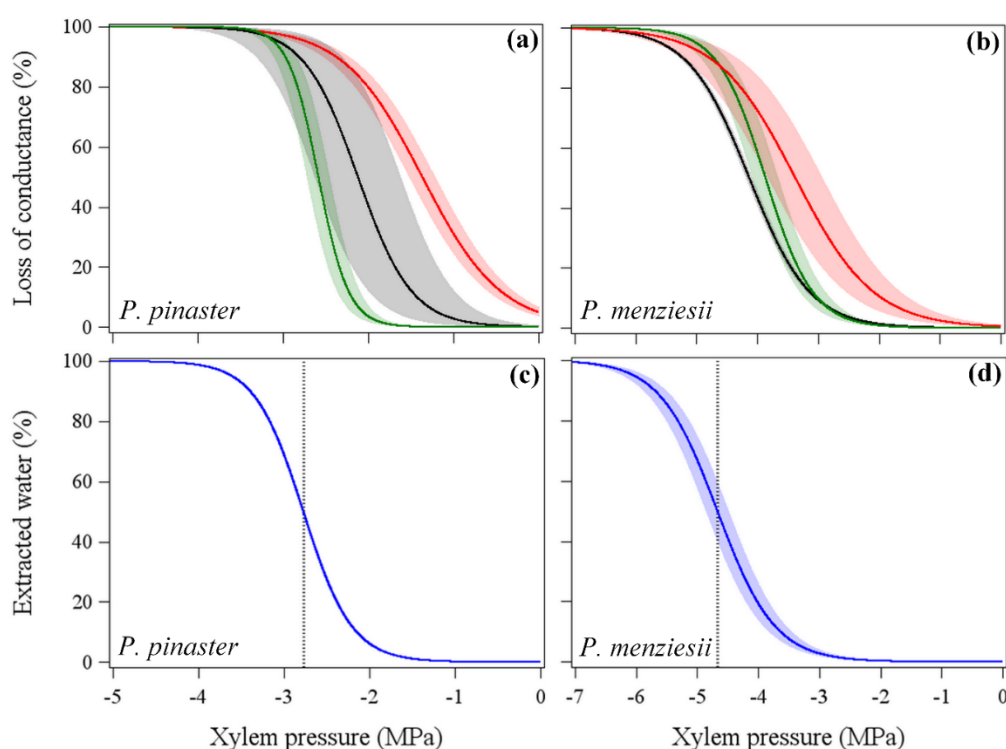 Loss of conductance (%)
100
80
60
40
20
0
(a)
P. pinaster
(b)
P. menziesii
Extracted water (%)
100
80
60
40
20
0
(c)
P. pinaster
(d)
P. menziesii
-5 -4 -3 -2 -1 0
-7 -6 -5 -4 -3 -2 -1 0
Xylem pressure (MPa)
Xylem pressure (MPa)